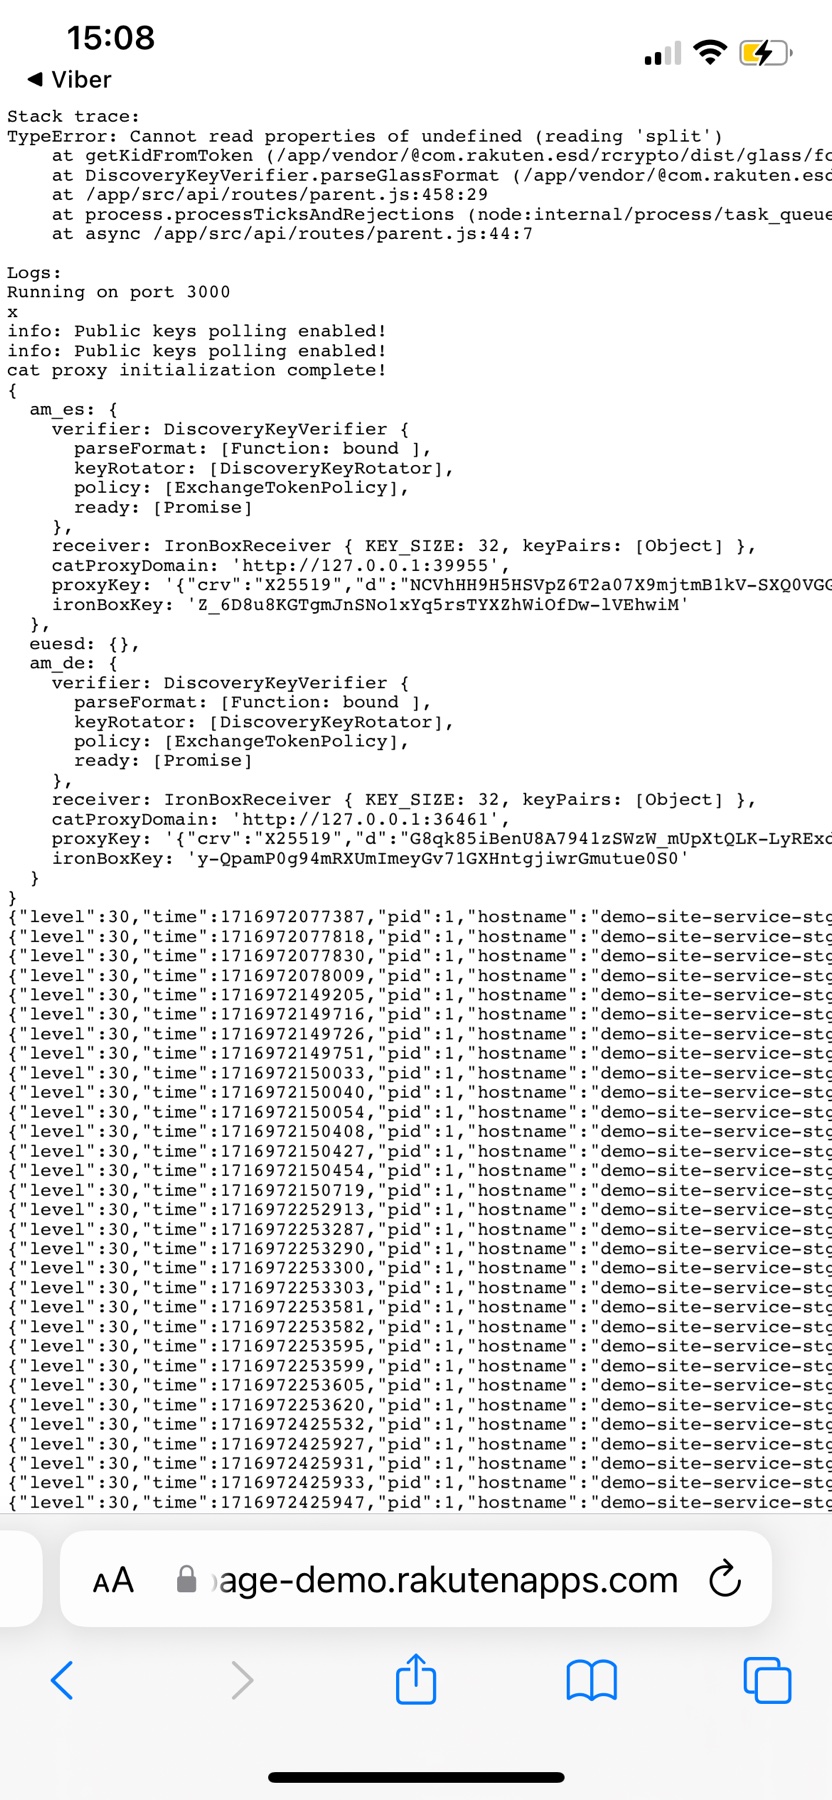 15:08
◀ Viber
Stack trace:
TypeError: Cannot read properties of undefined (reading 'split')
    at getKidFromToken (/app/vendor/@com.rakuten.esd/rcrypto/dist/glass/fo
    at DiscoveryKeyVerifier.parseGlassFormat (/app/vendor/@com.rakuten.esd
    at /app/src/api/routes/parent.js:458:29
    at process.processTicksAndRejections (node:internal/process/task_queue
    at async /app/src/api/routes/parent.js:44:7

Logs:
Running on port 3000
x
info: Public keys polling enabled!
info: Public keys polling enabled!
cat proxy initialization complete!
{
  am_es: {
    verifier: DiscoveryKeyVerifier {
      parseFormat: [Function: bound ],
      keyRotator: [DiscoveryKeyRotator],
      policy: [ExchangeTokenPolicy],
      ready: [Promise]
    },
    receiver: IronBoxReceiver { KEY_SIZE: 32, keyPairs: [Object] },
    catProxyDomain: 'http://127.0.0.1:39955',
    proxyKey: '{"crv":"X25519","d":"NCVhHH9H5HSVpZ6T2a07X9mjtmB1kV-SXQ0VGG
    ironBoxKey: 'Z_6D8u8KGTgmJnSNo1xYq5rsTYXZhWiOfDw-lVEhwiM'
  },
  euesd: {},
  am_de: {
    verifier: DiscoveryKeyVerifier {
      parseFormat: [Function: bound ],
      keyRotator: [DiscoveryKeyRotator],
      policy: [ExchangeTokenPolicy],
      ready: [Promise]
    },
    receiver: IronBoxReceiver { KEY_SIZE: 32, keyPairs: [Object] },
    catProxyDomain: 'http://127.0.0.1:36461',
    proxyKey: '{"crv":"X25519","d":"G8qk85iBenU8A7941zSWzW_mUpXtQLK-LyRExd
    ironBoxKey: 'y-QpamP0g94mRXUmImeyGv71GXHntgjiwrGmutue0S0'
  }
}
{"level":30,"time":1716972077387,"pid":1,"hostname":"demo-site-service-stg
{"level":30,"time":1716972077818,"pid":1,"hostname":"demo-site-service-stg
{"level":30,"time":1716972077830,"pid":1,"hostname":"demo-site-service-stg
{"level":30,"time":1716972078009,"pid":1,"hostname":"demo-site-service-stg
{"level":30,"time":1716972149205,"pid":1,"hostname":"demo-site-service-stg
{"level":30,"time":1716972149716,"pid":1,"hostname":"demo-site-service-stg
{"level":30,"time":1716972149726,"pid":1,"hostname":"demo-site-service-stg
{"level":30,"time":1716972149751,"pid":1,"hostname":"demo-site-service-stg
{"level":30,"time":1716972150033,"pid":1,"hostname":"demo-site-service-stg
{"level":30,"time":1716972150040,"pid":1,"hostname":"demo-site-service-stg
{"level":30,"time":1716972150054,"pid":1,"hostname":"demo-site-service-stg
{"level":30,"time":1716972150408,"pid":1,"hostname":"demo-site-service-stg
{"level":30,"time":1716972150427,"pid":1,"hostname":"demo-site-service-stg
{"level":30,"time":1716972150454,"pid":1,"hostname":"demo-site-service-stg
{"level":30,"time":1716972150719,"pid":1,"hostname":"demo-site-service-stg
{"level":30,"time":1716972252913,"pid":1,"hostname":"demo-site-service-stg
{"level":30,"time":1716972253287,"pid":1,"hostname":"demo-site-service-stg
{"level":30,"time":1716972253290,"pid":1,"hostname":"demo-site-service-stg
{"level":30,"time":1716972253300,"pid":1,"hostname":"demo-site-service-stg
{"level":30,"time":1716972253303,"pid":1,"hostname":"demo-site-service-stg
{"level":30,"time":1716972253581,"pid":1,"hostname":"demo-site-service-stg
{"level":30,"time":1716972253582,"pid":1,"hostname":"demo-site-service-stg
{"level":30,"time":1716972253595,"pid":1,"hostname":"demo-site-service-stg
{"level":30,"time":1716972253599,"pid":1,"hostname":"demo-site-service-stg
{"level":30,"time":1716972253605,"pid":1,"hostname":"demo-site-service-stg
{"level":30,"time":1716972253620,"pid":1,"hostname":"demo-site-service-stg
{"level":30,"time":1716972425532,"pid":1,"hostname":"demo-site-service-stg
{"level":30,"time":1716972425927,"pid":1,"hostname":"demo-site-service-stg
{"level":30,"time":1716972425931,"pid":1,"hostname":"demo-site-service-stg
{"level":30,"time":1716972425933,"pid":1,"hostname":"demo-site-service-stg
{"level":30,"time":1716972425947,"pid":1,"hostname":"demo-site-service-stg
AA age-demo.rakutenapps.com